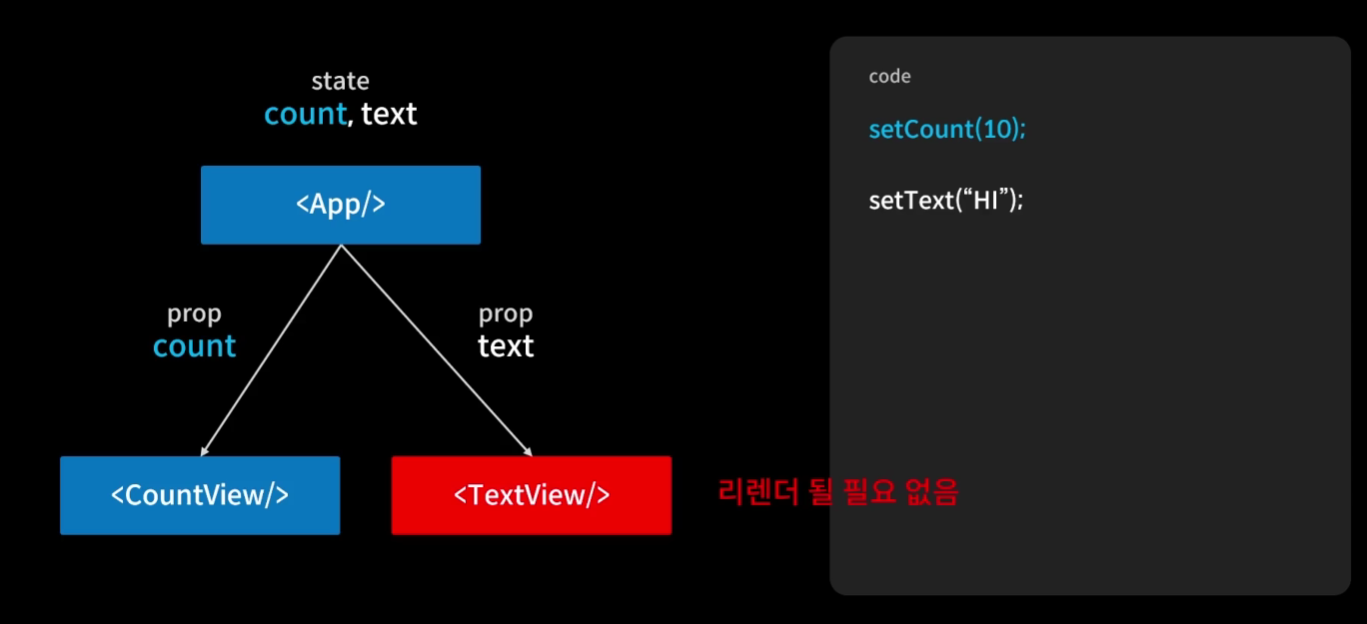 state
count, text
<App/>
prop
count
prop
text
<CountView/>
<TextView/>
리렌더 될 필요 없음
code
setCount(10);
setText(“HI”);